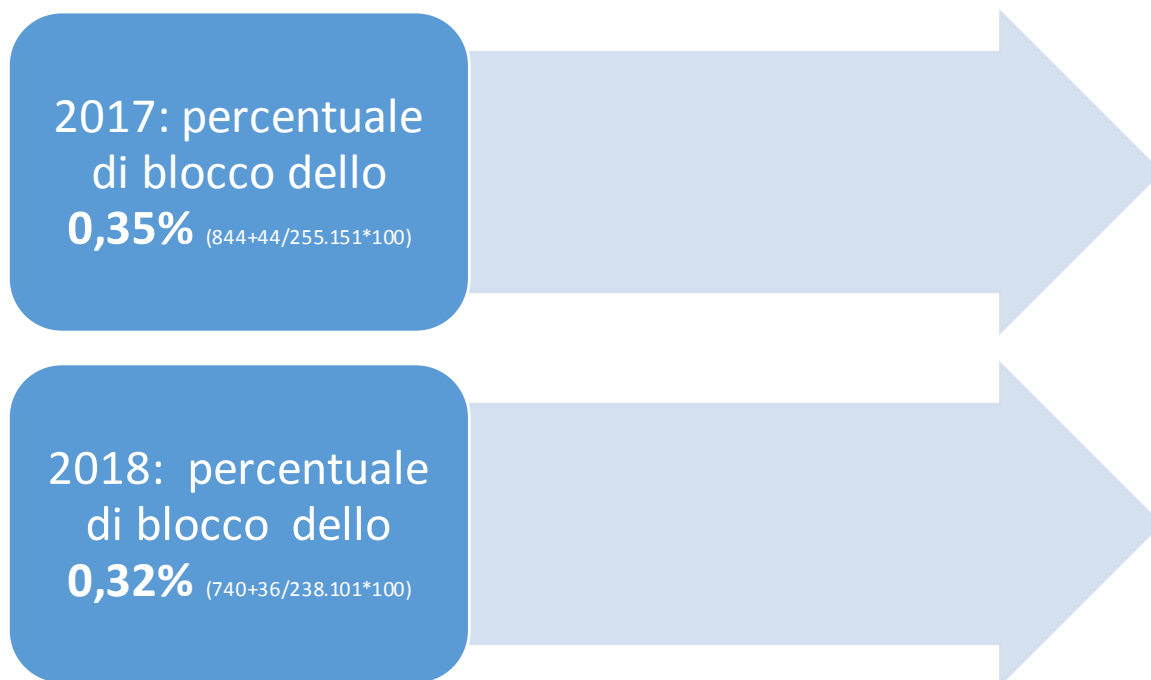 2017: percentuale
di blocco dello
0,35% (844+44/255.151*100)
2018: percentuale
di blocco dello
0,32% (740+36/238.101*100)